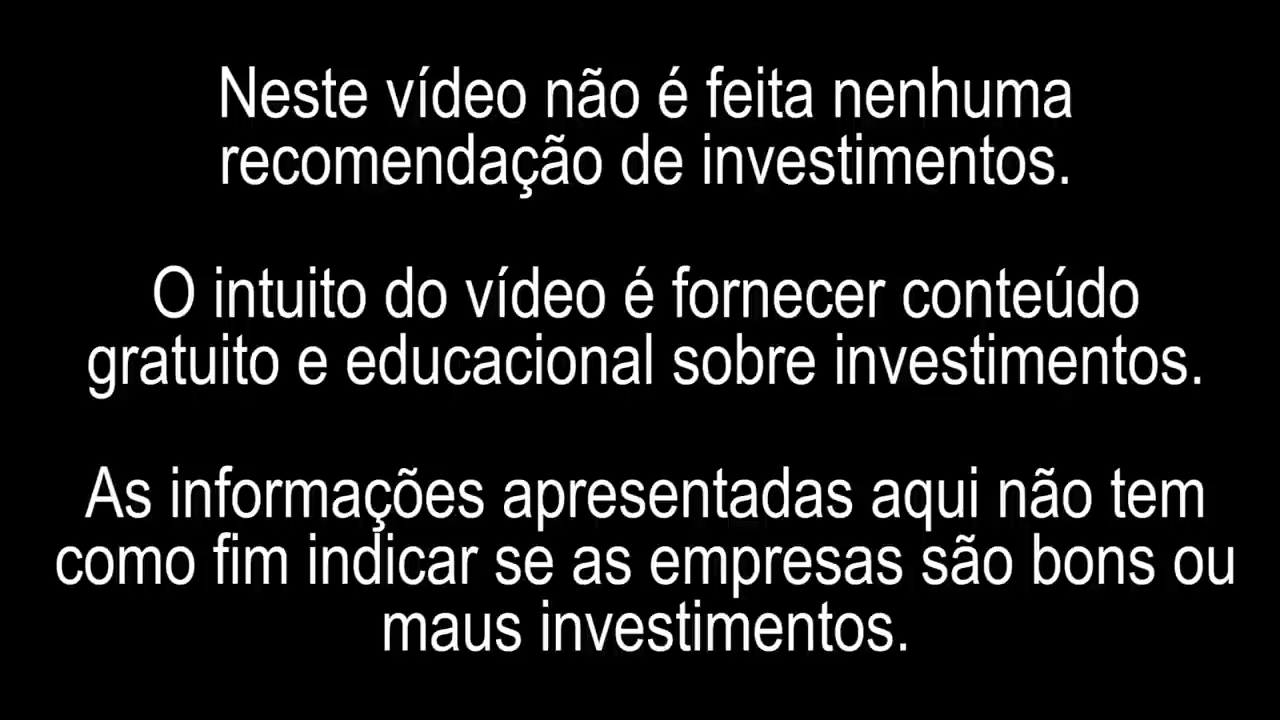 Neste vídeo não é feita nenhuma
recomendação de investimentos.
O intuito do vídeo é fornecer conteúdo
gratuito e educacional sobre investimentos.
As informações apresentadas aqui não tem
como fim indicar se as empresas são bons ou
maus investimentos.